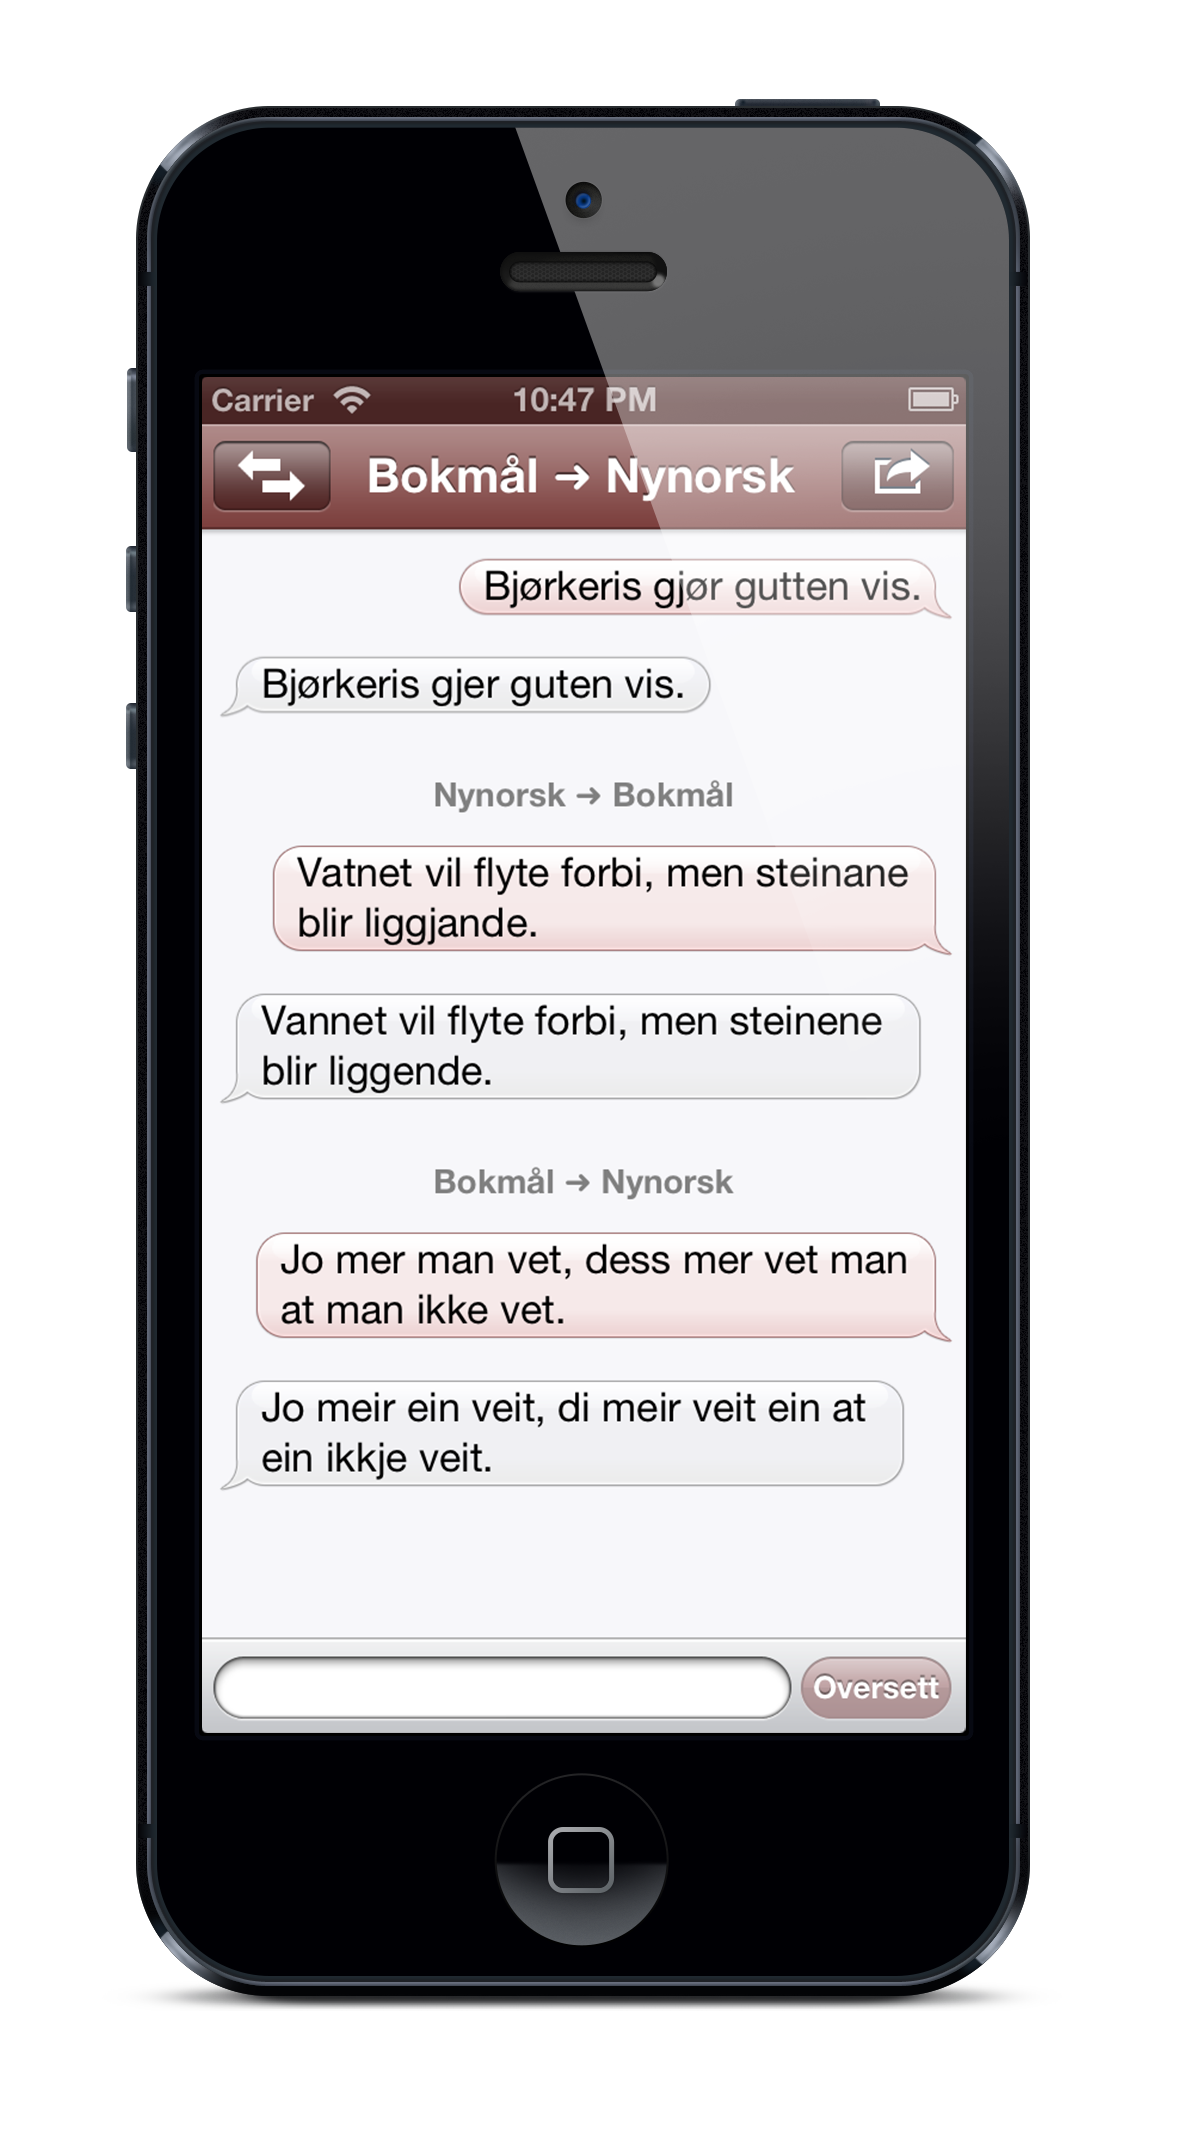 Carrier 10:47 PM
Bokmål → Nynorsk
Bjørkeris gjør gutten vis.
Bjørkeris gjer guten vis.
Nynorsk → Bokmål
Vatnet vil flyte forbi, men steinane
blir liggjande.
Vannet vil flyte forbi, men steinene
blir liggende.
Bokmål → Nynorsk
Jo mer man vet, dess mer vet man
at man ikke vet.
Jo meir ein veit, di meir veit ein at
ein ikkje veit.
Oversett